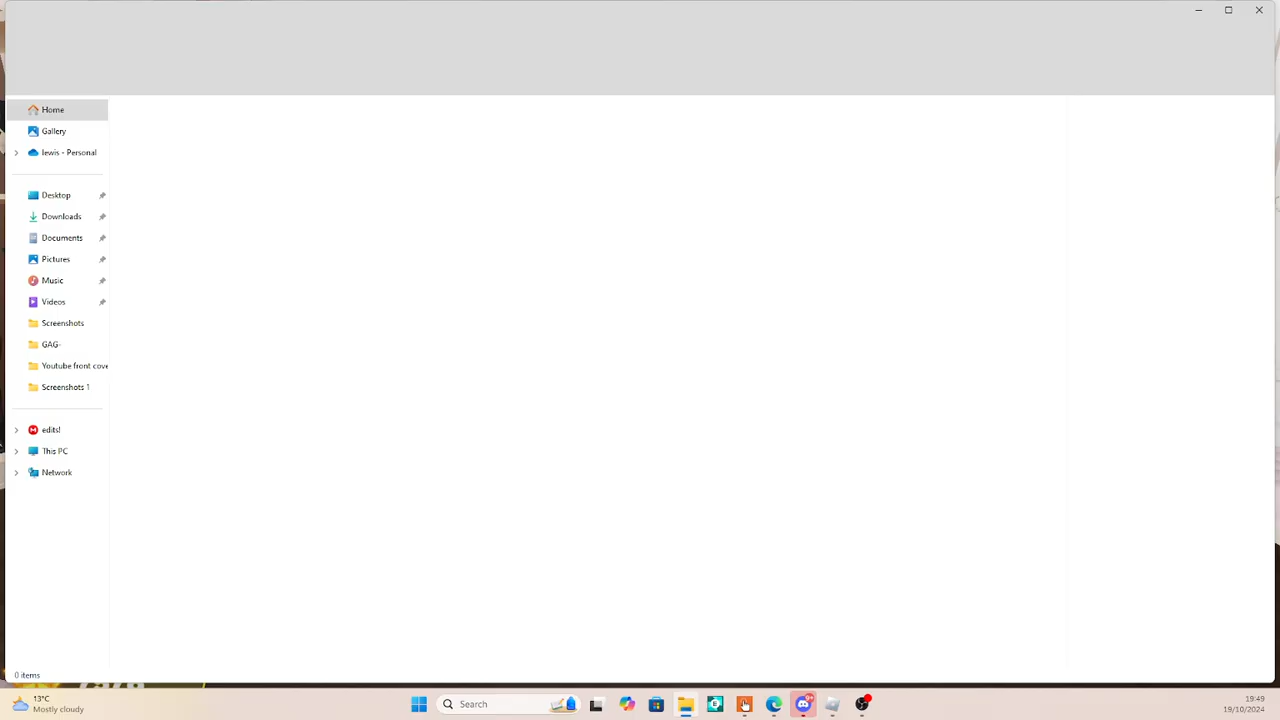 Home
Gallery
lewis - Personal
Desktop
Downloads
Documents
Pictures
Music
Videos
Screenshots
GAG-
Youtube front cove
Screenshots 1
edits!
This PC
Network
0 items
13°C
Mostly cloudy
Search
19:49
19/10/2024